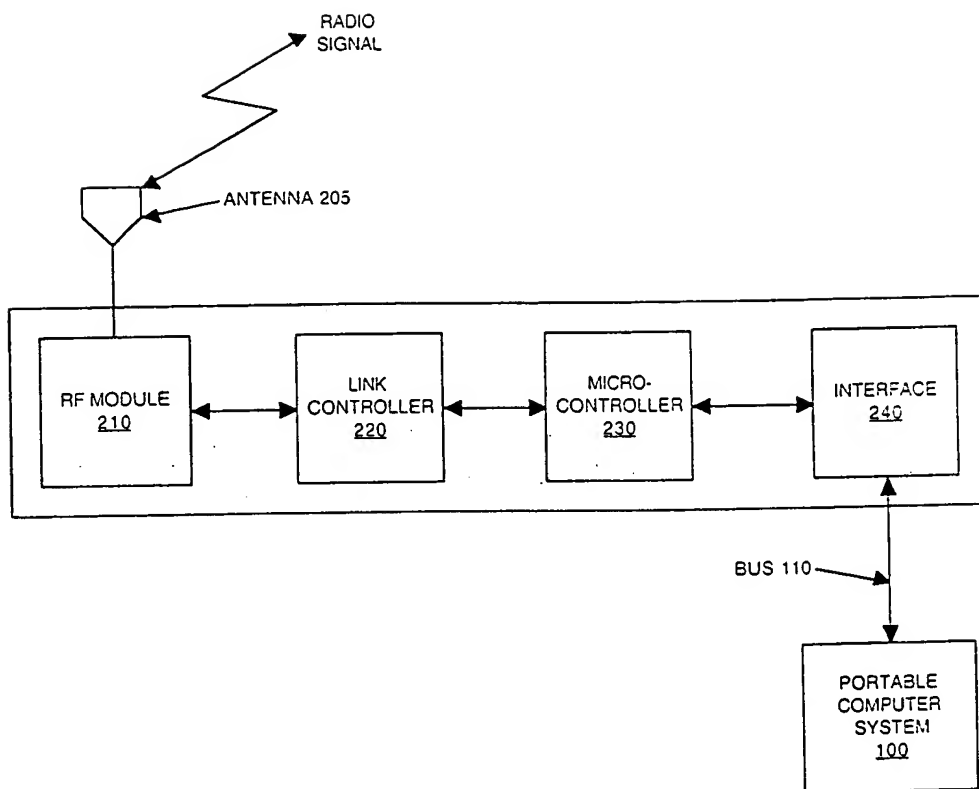 RADIO
SIGNAL
ANTENNA 205
RF MODULE
210
LINK
CONTROLLER
220
MICRO-
CONTROLLER
230
INTERFACE
240
BUS 110
PORTABLE
COMPUTER
SYSTEM
100